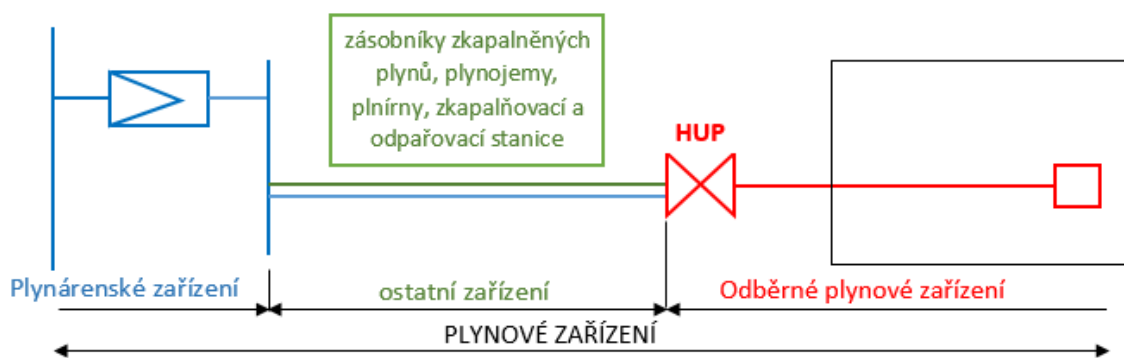 zásobníky zkapalněných
plynů, plynojemy,
plnírny, zkapalňovací a
odpařovací stanice
HUP
Plynárenské zařízení
ostatní zařízení
Odběrné plynové zařízení
PLYNOVÉ ZAŘÍZENÍ